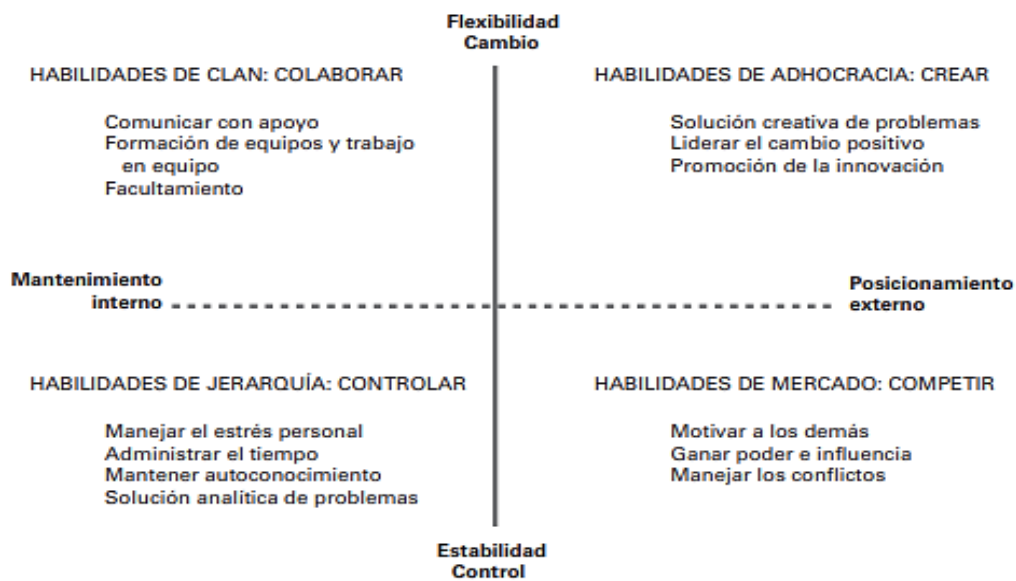 Flexibilidad
Cambio
HABILIDADES DE CLAN: COLABORAR
Comunicar con apoyo
Formación de equipos y trabajo
en equipo
Facultamiento
HABILIDADES DE ADHOCRACIA: CREAR
Solución creativa de problemas
Liderar el cambio positivo
Promoción de la innovación
Mantenimiento
interno
Posicionamiento
externo
HABILIDADES DE JERARQUÍA: CONTROLAR
Manejar el estrés personal
Administrar el tiempo
Mantener autoconocimiento
Solución analítica de problemas
HABILIDADES DE MERCADO: COMPETIR
Motivar a los demás
Ganar poder e influencia
Manejar los conflictos
Estabilidad
Control